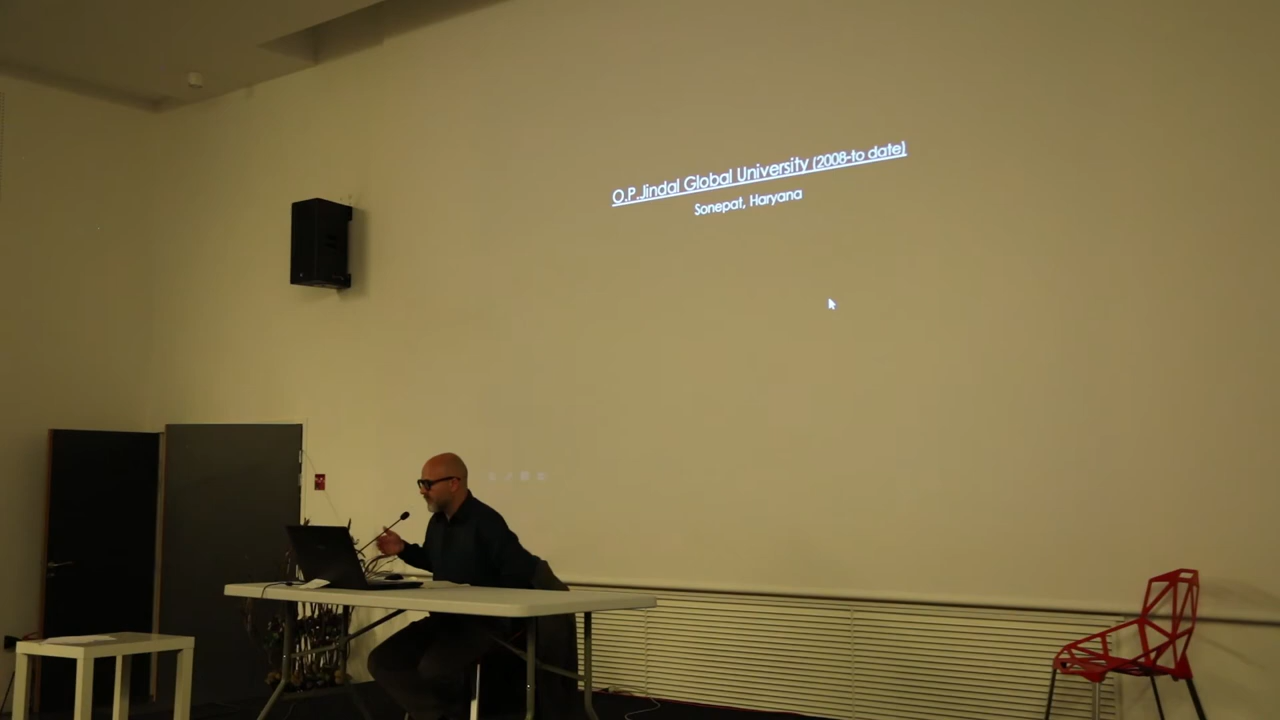 O.P.Jindal Global University (2008-to date)
Sonepat, Haryana